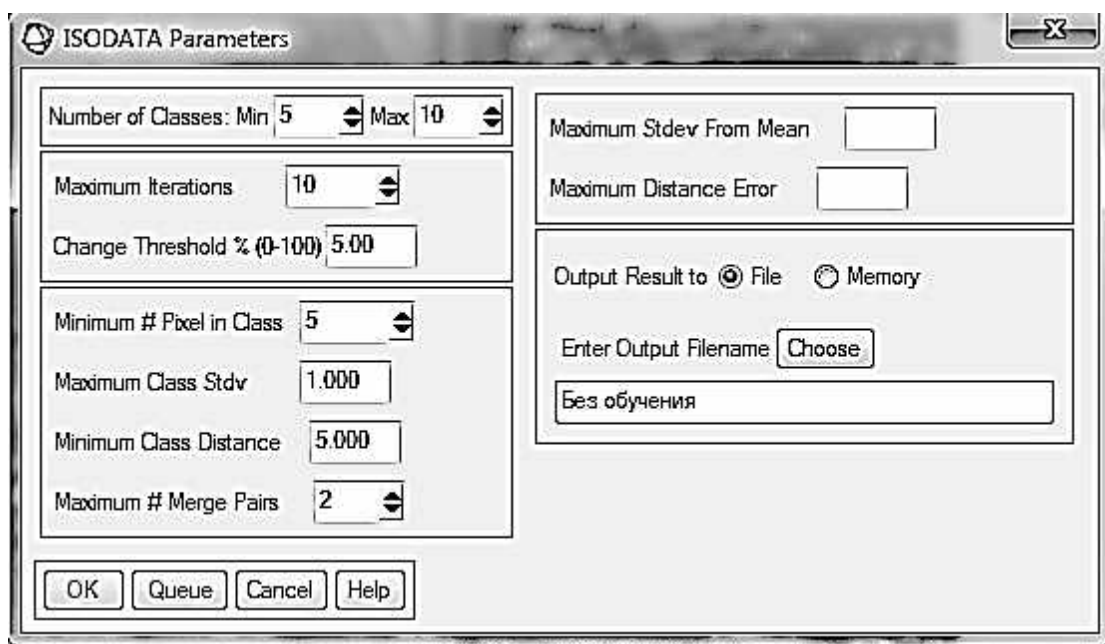 ISODATA Parameters
Number of Classes: Min 5 Max 10
Maximum Iterations 10
Change Threshold % (0-100) 5.00
Minimum # Pixel in Class 5
Maximum Class Stdv 1.000
Minimum Class Distance 5.000
Maximum # Merge Pairs 2
OK Queue Cancel Help
Maximum Stdev From Mean
Maximum Distance Error
Output Result to File Memory
Enter Output Filename Choose
Без обучения